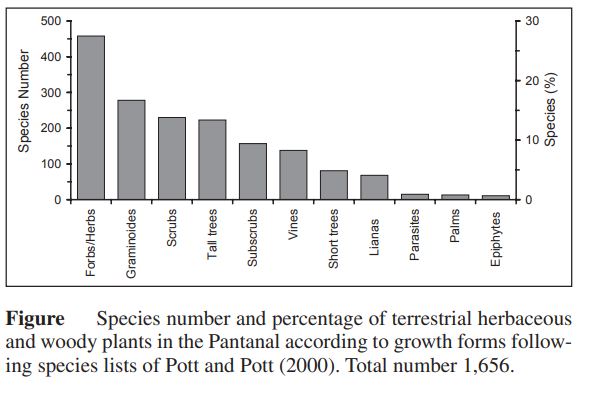 500
400
300
200
100
0
Species Number
30
20
10
0
Species (%)
Forbs/Herbs
Graminoides
Scrubs
Tall trees
Subscrubs
Vines
Short trees
Lianas
Parasites
Palms
Epiphytes
Figure Species number and percentage of terrestrial herbaceous
and woody plants in the Pantanal according to growth forms follow-
ing species lists of Pott and Pott (2000). Total number 1,656.